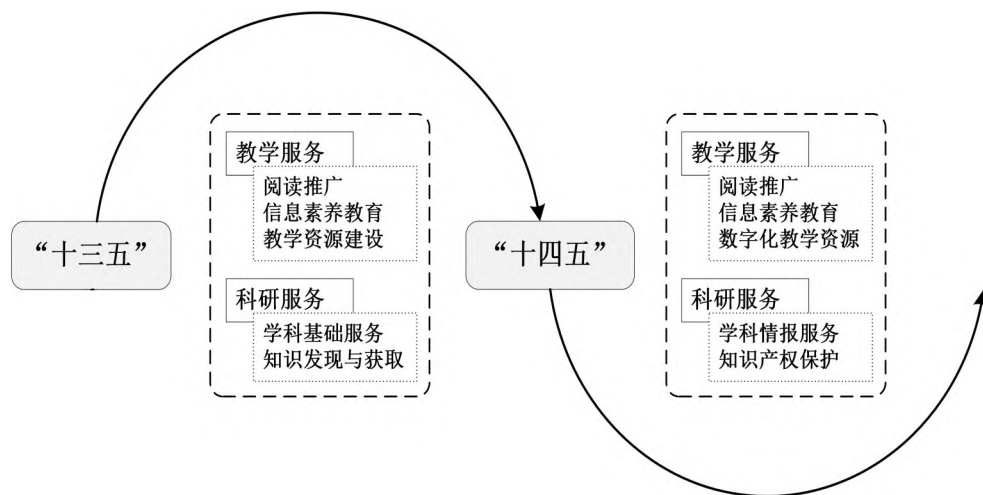 “十三五”
教学服务
阅读推广
信息素养教育
教学资源建设
科研服务
学科基础服务
知识发现与获取
“十四五”
教学服务
阅读推广
信息素养教育
数字化教学资源
科研服务
学科情报服务
知识产权保护